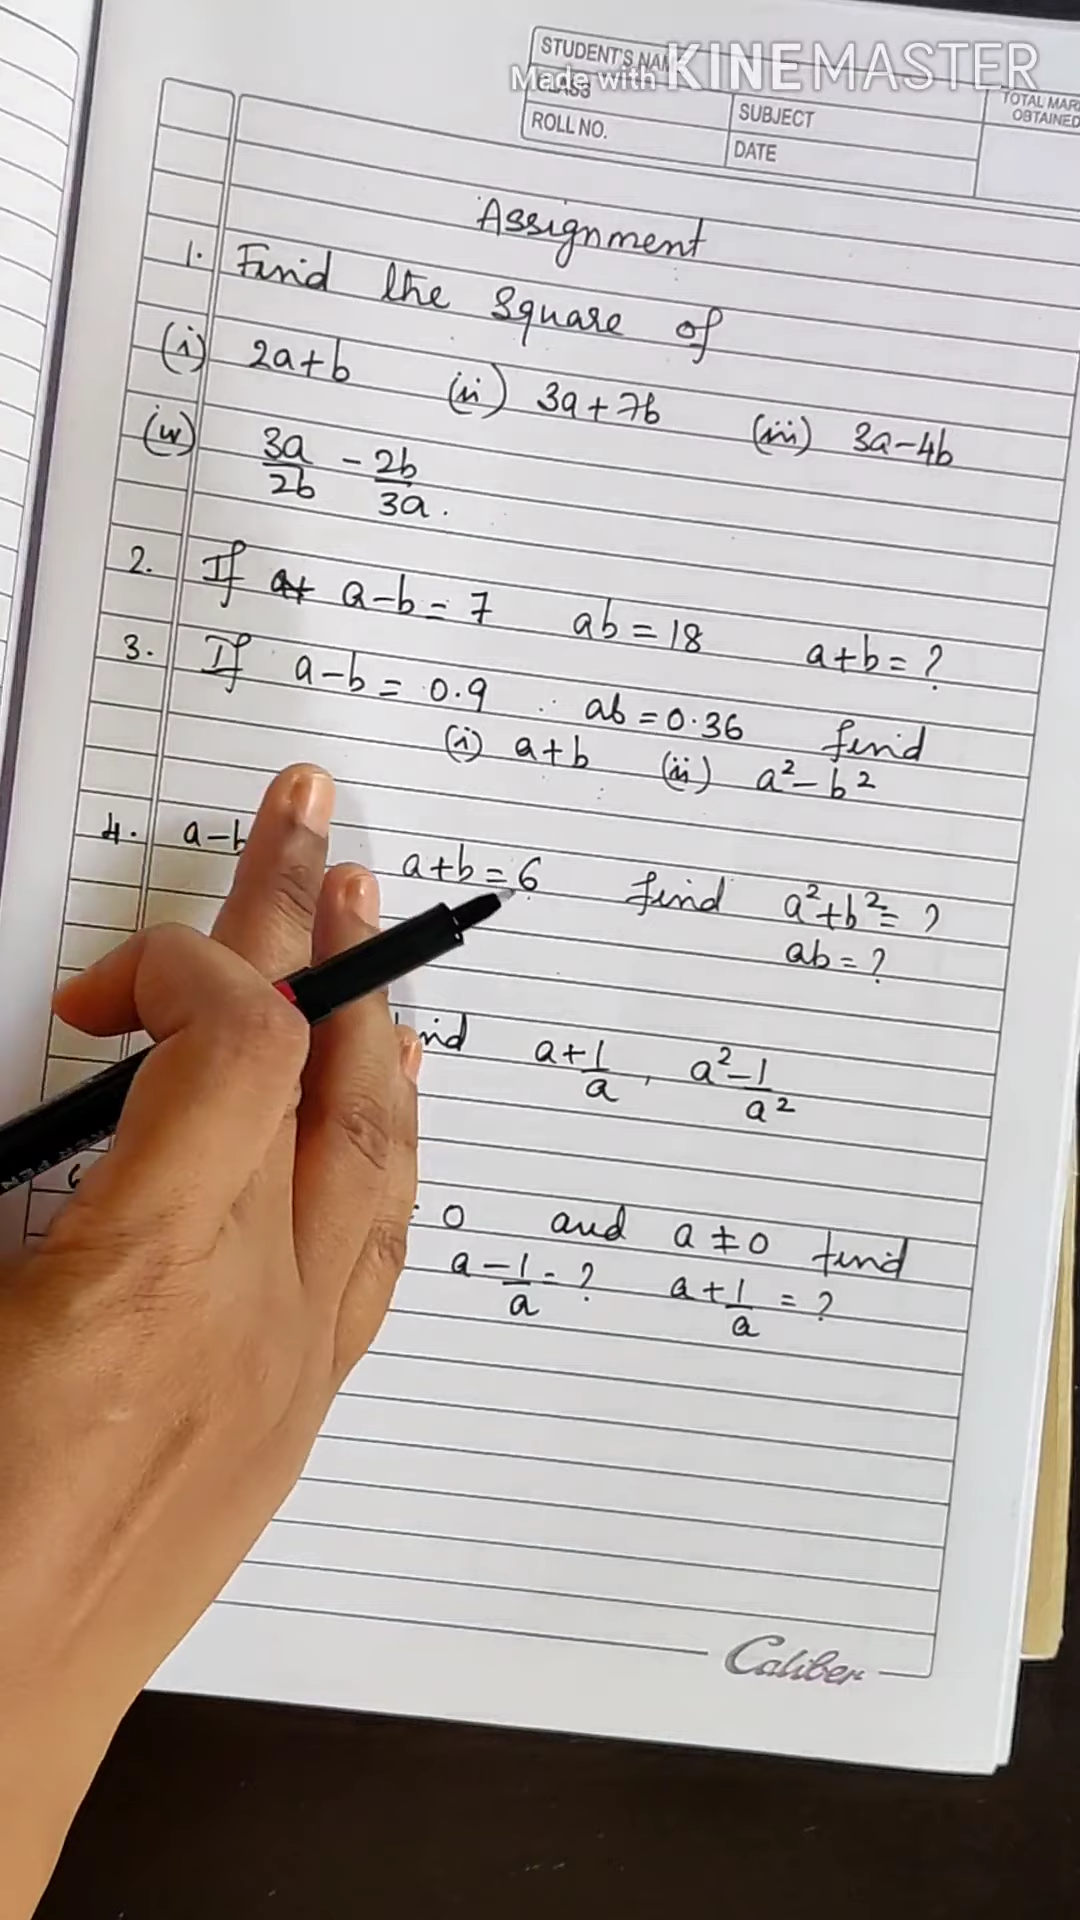 STUDENT'S NAM
Made with KINEMASTER
CLASS
SUBJECT
TOTAL MAR
OBTAINED
ROLL NO.
DATE
Assignment
1. Find the square of
(i) 2a+b (ii) 3a+7b (iii) 3a-4b
(iv) 3a/2b - 2b/3a.
2. If a-b = 7 ab = 18 a+b = ?
3. If a-b = 0.9 ab = 0.36 find
(i) a+b (ii) a²-b²
4. a-b a+b = 6 find a²+b² = ?
ab = ?
ind a+1/a, a²-1/a²
6
= 0 and a ≠ 0 find
a-1/a = ? a+1/a = ?
Caliber